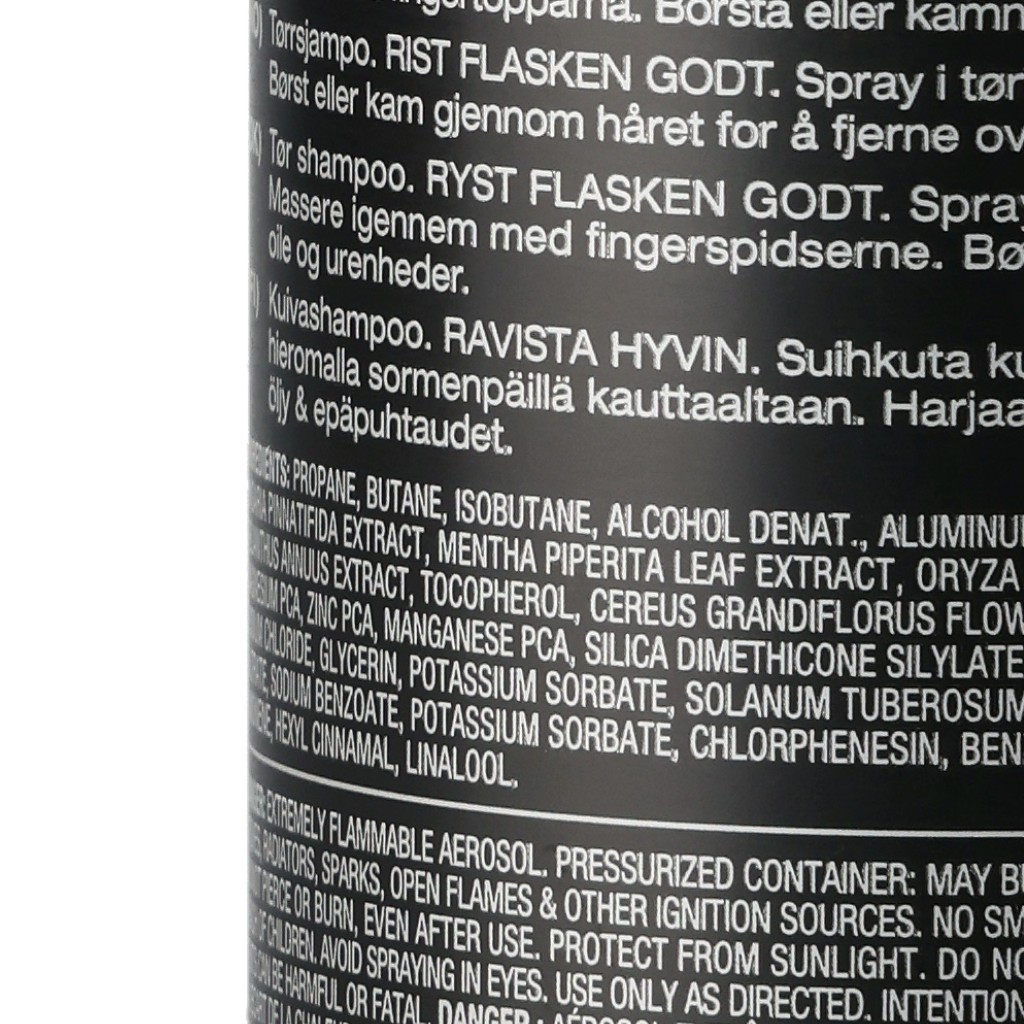 Borsta eller kamn
Tørrsjampo. RIST FLASKEN GODT. Spray i tør
Børst eller kam gjennom håret for å fjerne ov
Tør shampoo. RYST FLASKEN GODT. Spray
Massere igennem med fingerspidserne. Bø
olie og urenheder.
Kuivashampoo. RAVISTA HYVIN. Suihkuta ku
hieromalla sormenpäillä kauttaaltaan. Harjaa
öljy & epäpuhtaudet.
PROPANE, BUTANE, ISOBUTANE, ALCOHOL DENAT., ALUMINU
PINNATIFIDA EXTRACT, MENTHA PIPERITA LEAF EXTRACT, ORYZA
ANNUUS EXTRACT, TOCOPHEROL, CEREUS GRANDIFLORUS FLOW
PCA, ZINC PCA, MANGANESE PCA, SILICA DIMETHICONE SILYLATE
CHLORIDE, GLYCERIN, POTASSIUM SORBATE, SOLANUM TUBEROSUM
SODIUM BENZOATE, POTASSIUM SORBATE, CHLORPHENESIN, BEN
HEXYL CINNAMAL, LINALOOL.
EXTREMELY FLAMMABLE AEROSOL. PRESSURIZED CONTAINER: MAY BU
RADIATORS, SPARKS, OPEN FLAMES & OTHER IGNITION SOURCES. NO SM
PIERCE OR BURN, EVEN AFTER USE. PROTECT FROM SUNLIGHT. DO NO
OF CHILDREN. AVOID SPRAYING IN EYES. USE ONLY AS DIRECTED. INTENTION
CAN BE HARMFUL OR FATAL. DANGER : AÉROSOL